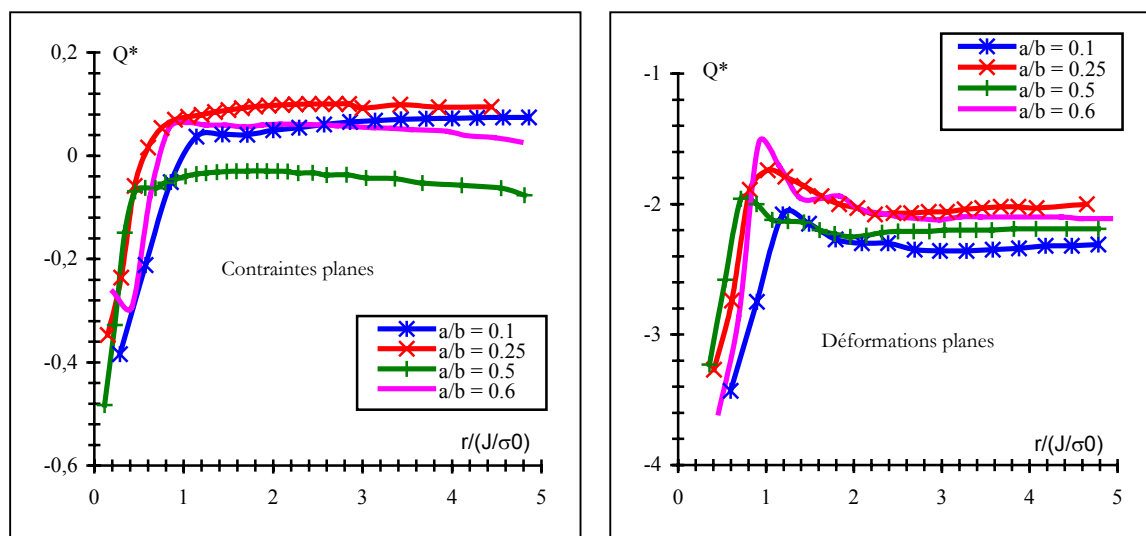 Q*
0,2
0
-0,2
-0,4
-0,6
0
1
2
3
4
5
r/(J/σ0)
Contraintes planes
a/b = 0.1
a/b = 0.25
a/b = 0.5
a/b = 0.6
Q*
a/b = 0.1
a/b = 0.25
a/b = 0.5
a/b = 0.6
-1
-2
-3
-4
Déformations planes
r/(J/σ0)
0
1
2
3
4
5